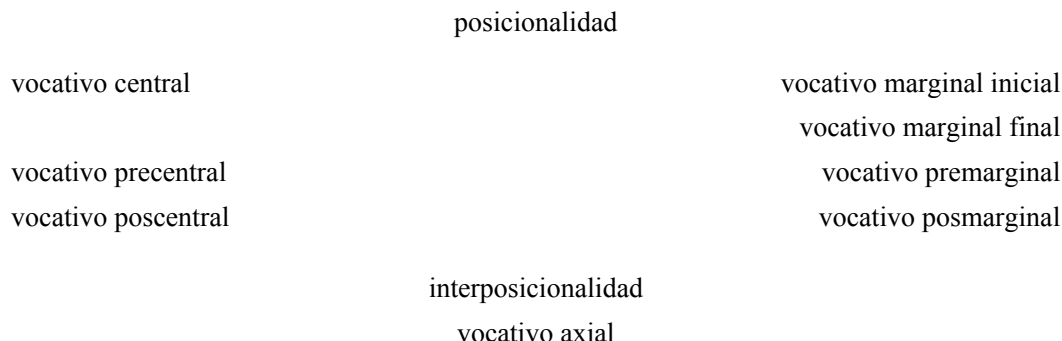 posicionalidad
vocativo central
vocativo marginal inicial
vocativo marginal final
vocativo precentral
vocativo premarginal
vocativo poscentral
vocativo posmarginal
interposicionalidad
vocativo axial